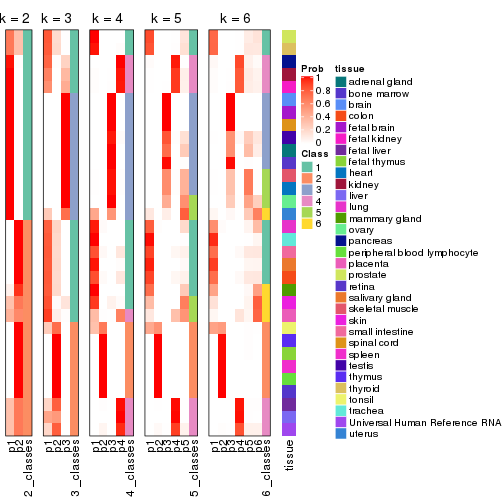 k = 2 k = 3 k = 4 k = 5 k = 6
Prob
1
0.8
0.6
0.4
0.2
0
Class
1
2
3
4
5
6
tissue
adrenal gland
bone marrow
brain
colon
fetal brain
fetal kidney
fetal liver
fetal thymus
heart
kidney
liver
lung
mammary gland
ovary
pancreas
peripheral blood lymphocyte
placenta
prostate
retina
salivary gland
skeletal muscle
skin
small intestine
spinal cord
spleen
testis
thymus
thyroid
tonsil
trachea
Universal Human Reference RNA
uterus
p1 p2 2_classes p1 p2 p3 3_classes p1 p2 p3 p4 4_classes p1 p2 p3 p4 p5 5_classes p1 p2 p3 p4 p5 p6 6_classes tissue